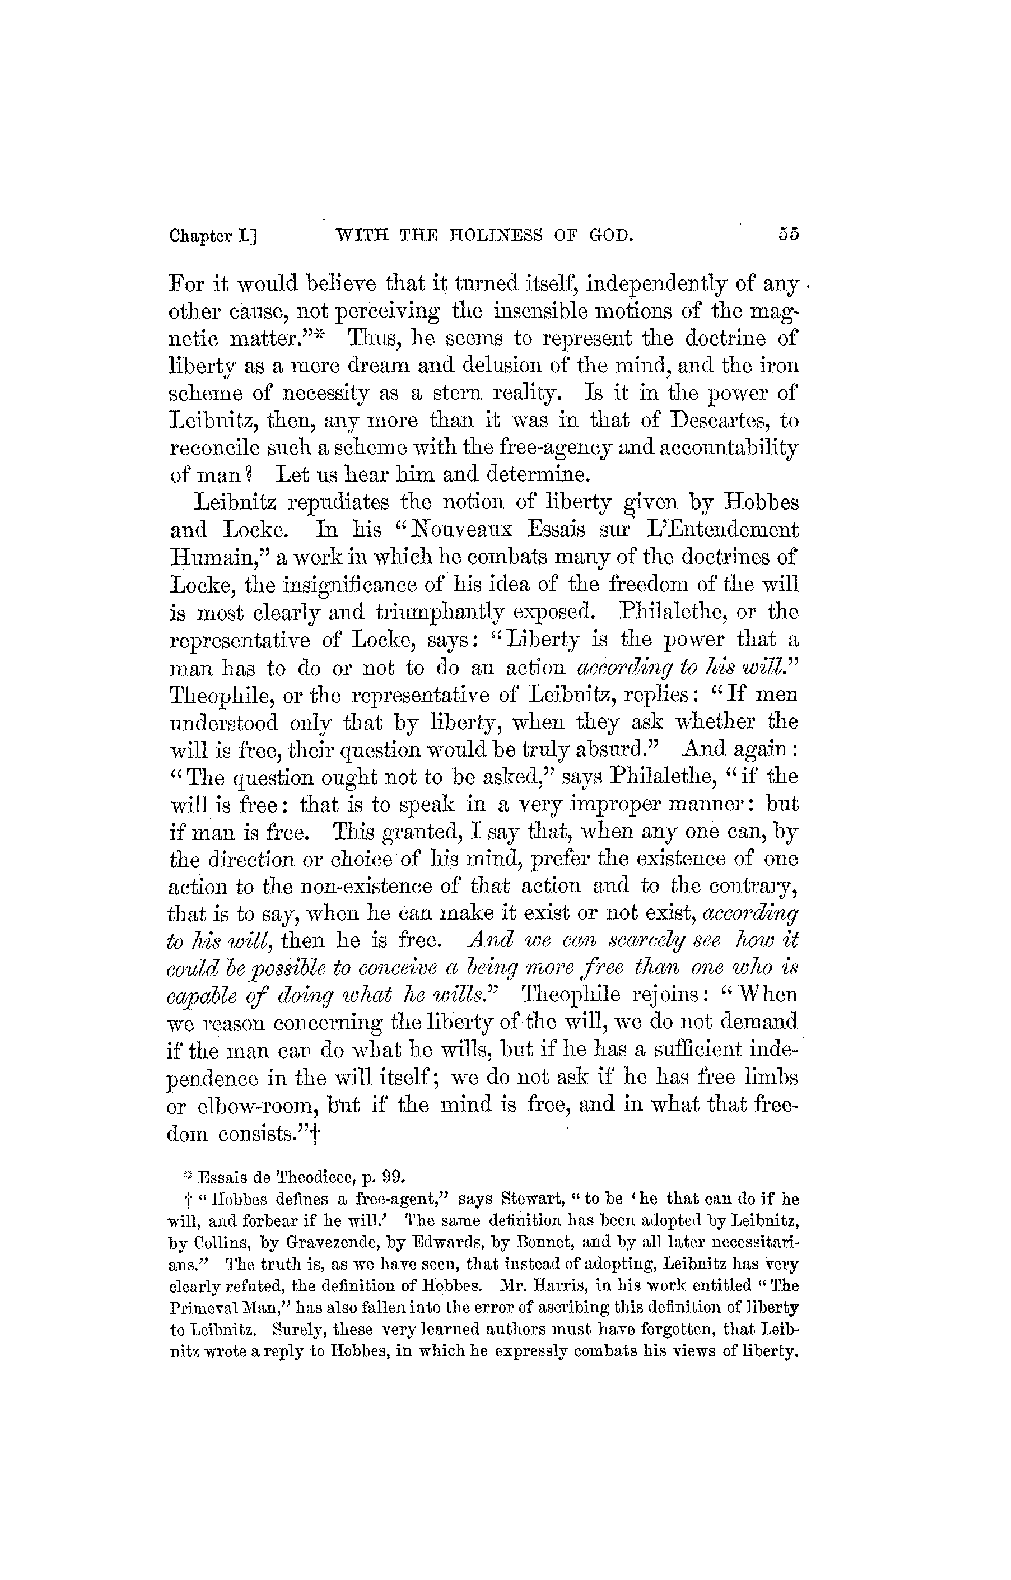 Chapter I.] WITH THE HOLINESS OF GOD. 55
For it would believe that it turned itself, independently of any
other cause, not perceiving the insensible motions of the mag-
netic matter."* Thus, he seems to represent the doctrine of
liberty as a mere dream and delusion of the mind, and the iron
scheme of necessity as a stern reality. Is it in the power of
Leibnitz, then, any more than it was in that of Descartes, to
reconcile such a scheme with the free-agency and accountability
of man? Let us hear him and determine.
Leibnitz repudiates the notion of liberty given by Hobbes
and Locke. In his "Nouveaux Essais sur L'Entendement
Humain," a work in which he combats many of the doctrines of
Locke, the insignificance of his idea of the freedom of the will
is most clearly and triumphantly exposed. Philalethe, or the
representative of Locke, says: "Liberty is the power that a
man has to do or not to do an action according to his will."
Theophile, or the representative of Leibnitz, replies: "If men
understood only that by liberty, when they ask whether the
will is free, their question would be truly absurd." And again:
"The question ought not to be asked," says Philalethe, "if the
will is free: that is to speak in a very improper manner: but
if man is free. This granted, I say that, when any one can, by
the direction or choice of his mind, prefer the existence of one
action to the non-existence of that action and to the contrary,
that is to say, when he can make it exist or not exist, according
to his will, then he is free. And we can scarcely see how it
could be possible to conceive a being more free than one who is
capable of doing what he wills." Theophile rejoins: "When
we reason concerning the liberty of the will, we do not demand
if the man can do what he wills, but if he has a sufficient inde-
pendence in the will itself; we do not ask if he has free limbs
or elbow-room, but if the mind is free, and in what that free-
dom consists."†
* Essais de Theodicee, p. 99.
† "Hobbes defines a free-agent," says Stewart, "to be 'he that can do if he
will, and forbear if he will.' The same definition has been adopted by Leibnitz,
by Collins, by Gravezende, by Edwards, by Bonnet, and by all later necessitari-
ans." The truth is, as we have seen, that instead of adopting, Leibnitz has very
clearly refuted, the definition of Hobbes. Mr. Harris, in his work entitled "The
Primeval Man," has also fallen into the error of ascribing this definition of liberty
to Leibnitz. Surely, these very learned authors must have forgotten, that Leib-
nitz wrote a reply to Hobbes, in which he expressly combats his views of liberty.